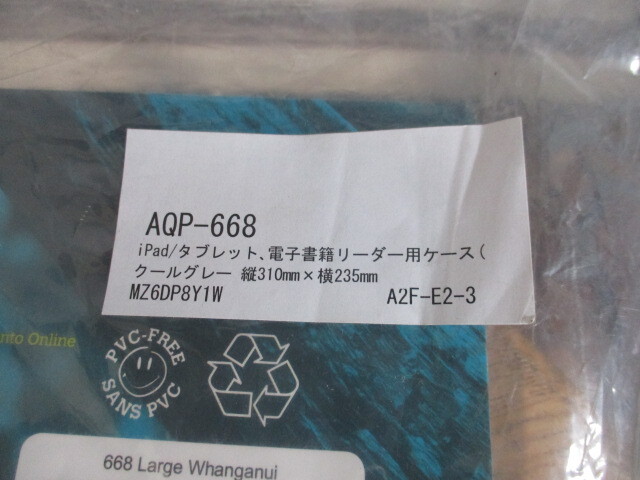 AQP-668
iPad/タブレット、電子書籍リーダー用ケース(
クールグレー 縦310mm×横235mm
MZ6DP8Y1W A2F-E2-3
nto Online
PVC-FREE
SANS PVC
668 Large Whanganui